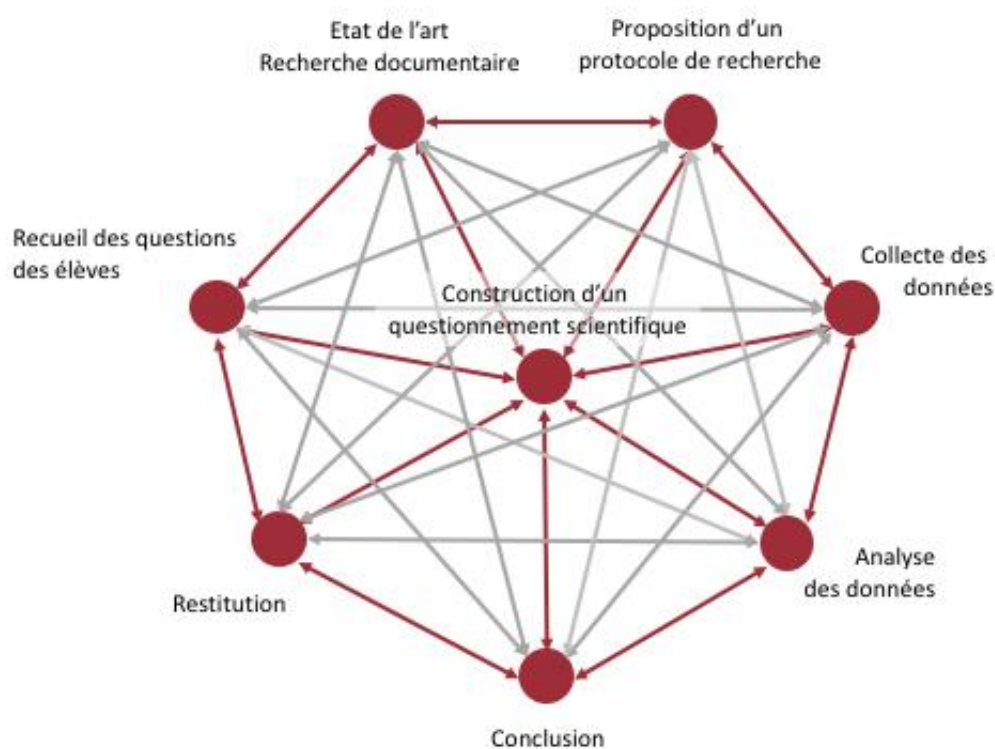 Etat de l'art
Recherche documentaire
Proposition d'un
protocole de recherche
Recueil des questions
des élèves
Collecte des
données
Construction d'un
questionnement scientifique
Restitution
Analyse
des données
Conclusion